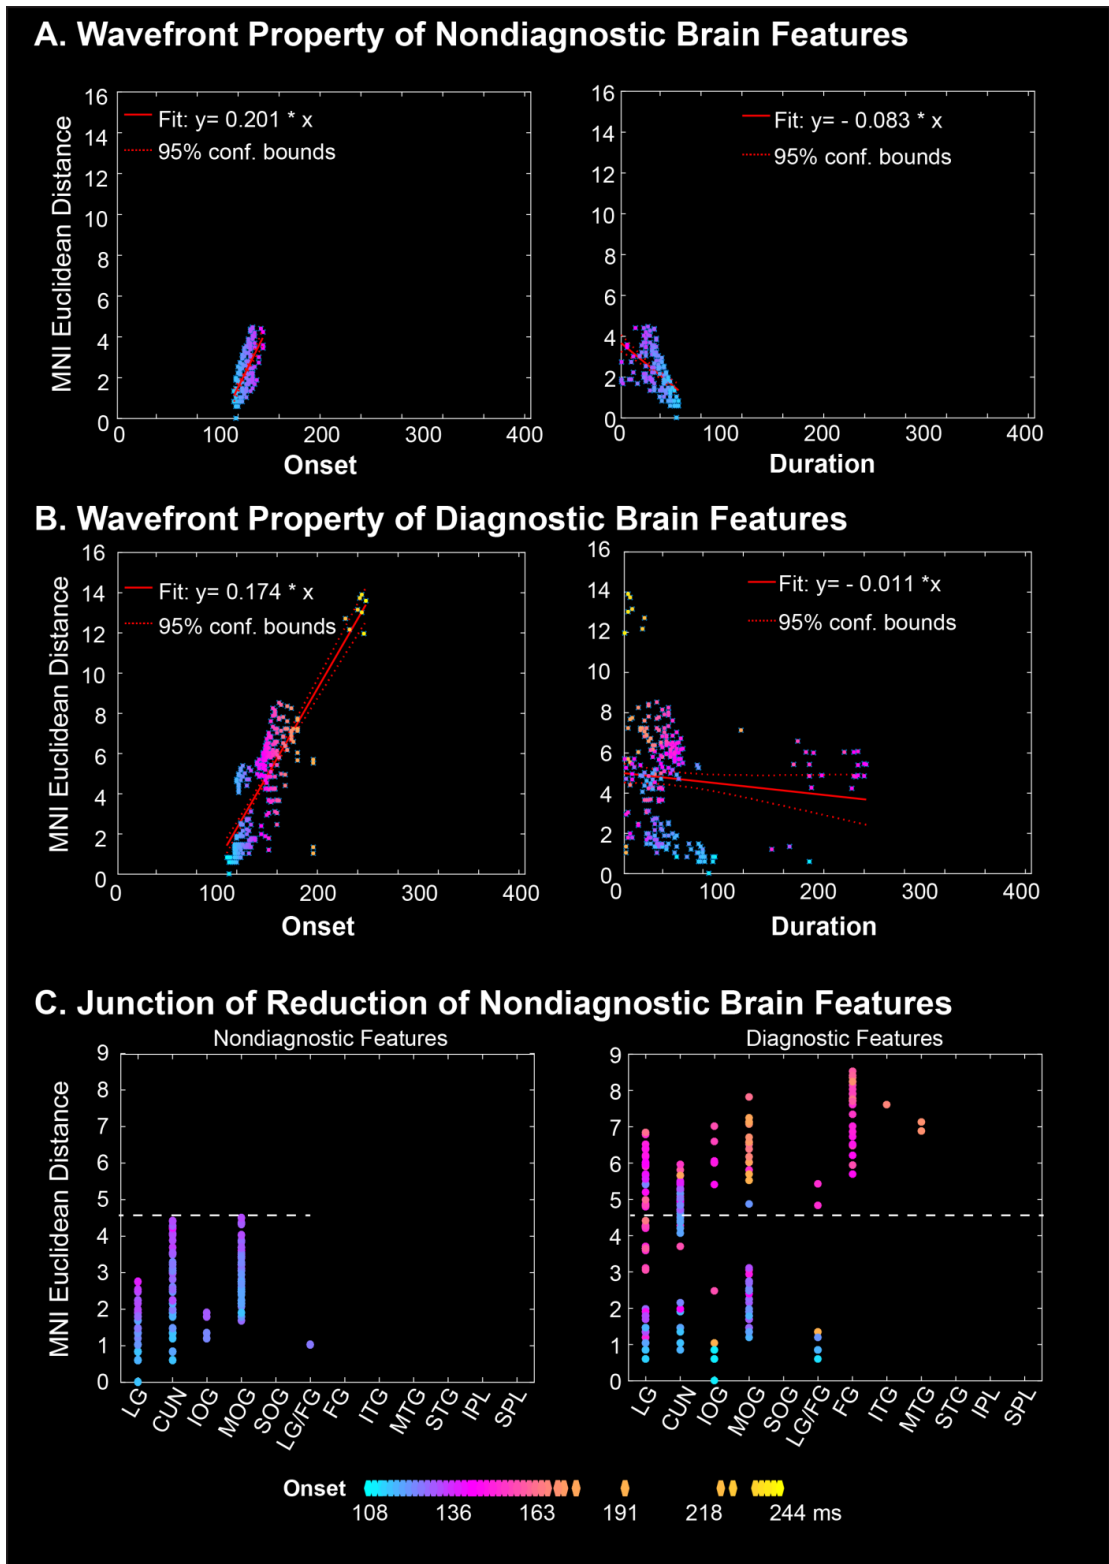 A. Wavefront Property of Nondiagnostic Brain Features
MNI Euclidean Distance
16
14
12
10
8
6
4
2
0
Fit: y= 0.201 * x
95% conf. bounds
0 100 200 300 400
Onset
16
14
12
10
8
6
4
2
0
Fit: y= - 0.083 * x
95% conf. bounds
0 100 200 300 400
Duration
B. Wavefront Property of Diagnostic Brain Features
MNI Euclidean Distance
16
14
12
10
8
6
4
2
0
Fit: y= 0.174 * x
95% conf. bounds
0 100 200 300 400
Onset
16
14
12
10
8
6
4
2
0
Fit: y= - 0.011 *x
95% conf. bounds
0 100 200 300 400
Duration
C. Junction of Reduction of Nondiagnostic Brain Features
Nondiagnostic Features
MNI Euclidean Distance
9
8
7
6
5
4
3
2
1
0
LG CUN IOG MOG SOG LG/FG FG ITG MTG STG IPL SPL
Diagnostic Features
9
8
7
6
5
4
3
2
1
0
LG CUN IOG MOG SOG LG/FG FG ITG MTG STG IPL SPL
Onset
108 136 163 191 218 244 ms